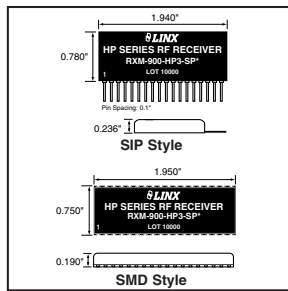 1.940"
LINX
HP SERIES RF RECEIVER
RXM-900-HP3-SP*
LOT 10000
0.780"
1
Pin Spacing: 0.1"
0.236"
SIP Style
1.950"
LINX
HP SERIES RF RECEIVER
RXM-900-HP3-SP*
LOT 10000
0.750"
1
0.190"
SMD Style